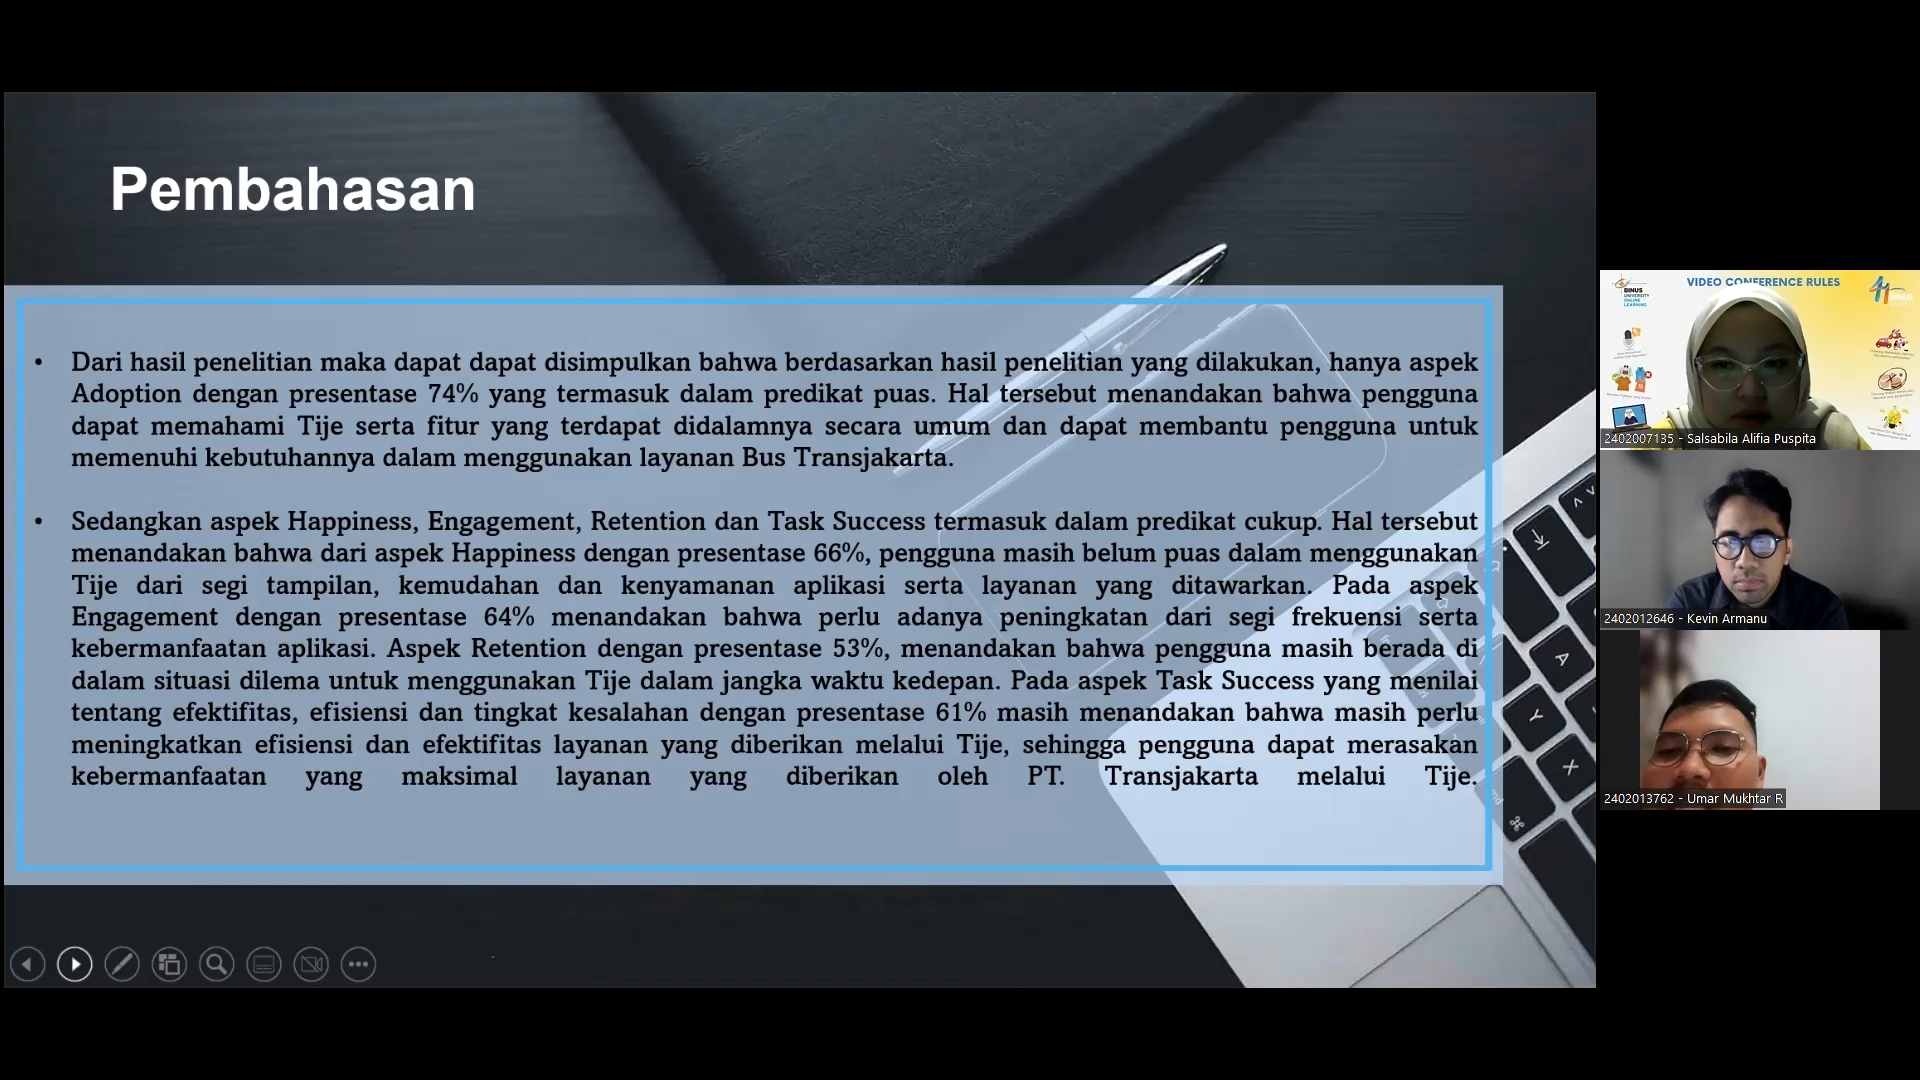 Pembahasan
• Dari hasil penelitian maka dapat dapat disimpulkan bahwa berdasarkan hasil penelitian yang dilakukan, hanya aspek
Adoption dengan presentase 74% yang termasuk dalam predikat puas. Hal tersebut menandakan bahwa pengguna
dapat memahami Tije serta fitur yang terdapat didalamnya secara umum dan dapat membantu pengguna untuk
memenuhi kebutuhannya dalam menggunakan layanan Bus Transjakarta.
• Sedangkan aspek Happiness, Engagement, Retention dan Task Success termasuk dalam predikat cukup. Hal tersebut
menandakan bahwa dari aspek Happiness dengan presentase 66%, pengguna masih belum puas dalam menggunakan
Tije dari segi tampilan, kemudahan dan kenyamanan aplikasi serta layanan yang ditawarkan. Pada aspek
Engagement dengan presentase 64% menandakan bahwa perlu adanya peningkatan dari segi frekuensi serta
kebermanfaatan aplikasi. Aspek Retention dengan presentase 53%, menandakan bahwa pengguna masih berada di
dalam situasi dilema untuk menggunakan Tije dalam jangka waktu kedepan. Pada aspek Task Success yang menilai
tentang efektifitas, efisiensi dan tingkat kesalahan dengan presentase 61% masih menandakan bahwa masih perlu
meningkatkan efisiensi dan efektifitas layanan yang diberikan melalui Tije, sehingga pengguna dapat merasakan
kebermanfaatan yang maksimal layanan yang diberikan oleh PT. Transjakarta melalui Tije.
A
Y
X
⌘
BINUS
UNIVERSITY
ONLINE
LEARNING
VIDEO CONFERENCE RULES
2402007135 - Salsabila Alifia Puspita
2402012646 - Kevin Armanu
2402013762 - Umar Mukhtar R